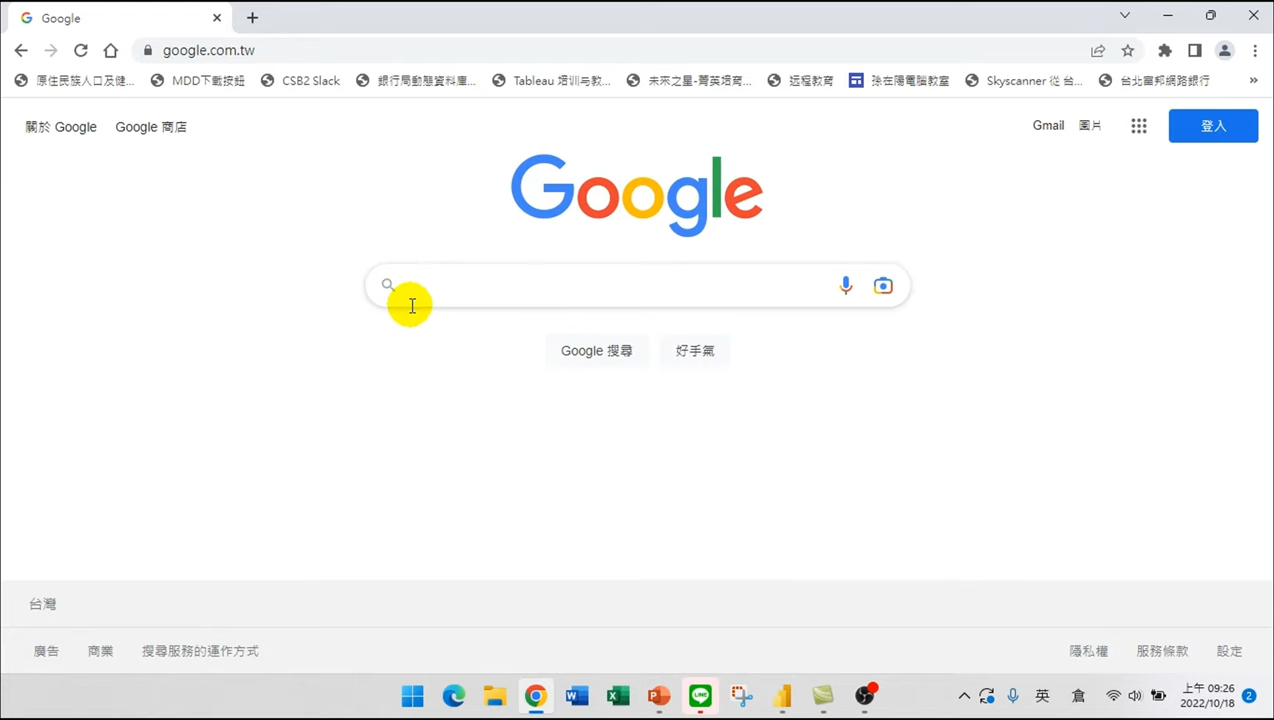 Google
google.com.tw
原住民族人口及健...
MDD下載按鈕
CSB2 Slack
銀行局動態資料庫...
Tableau 培训与教...
未來之星-菁英培育...
远程教育
孫在陽電腦教室
Skyscanner 從 台...
台北富邦網路銀行
»
關於 Google
Google 商店
Gmail
圖片
登入
Google
Google 搜尋
好手氣
台灣
廣告
商業
搜尋服務的運作方式
隱私權
服務條款
設定
LINE
英
倉
上午 09:26
2022/10/18
2